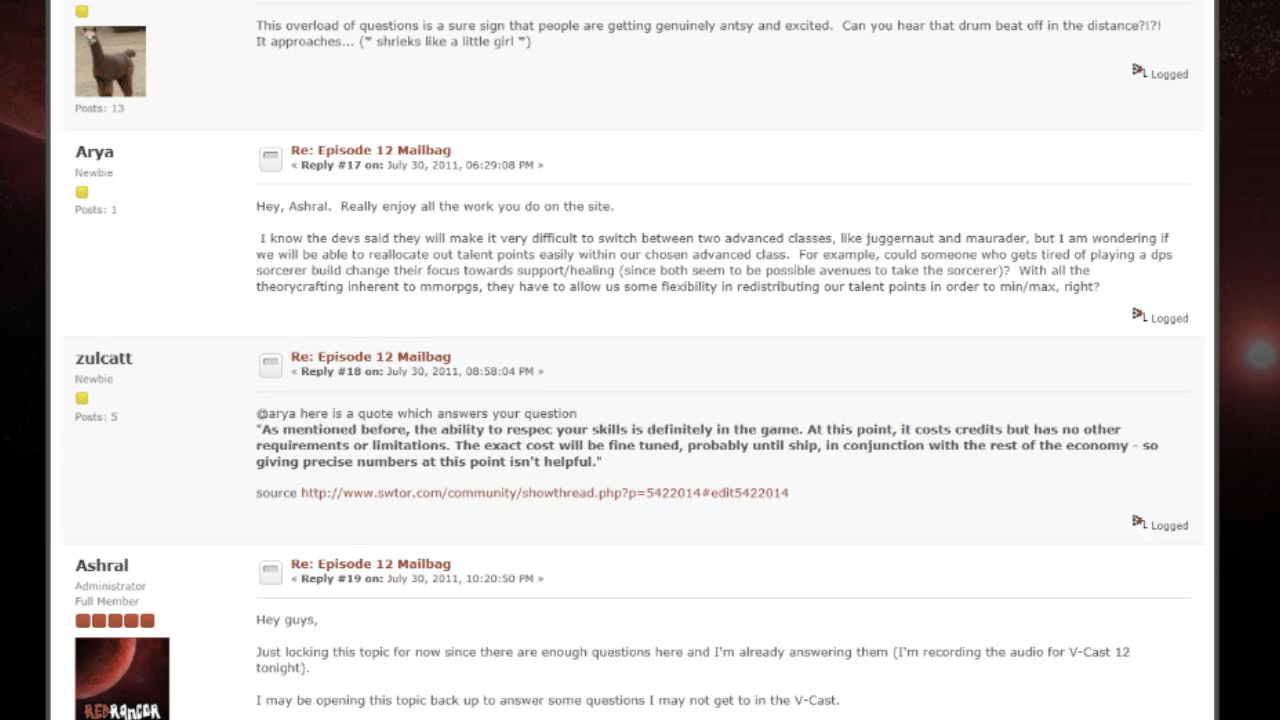 This overload of questions is a sure sign that people are getting genuinely antsy and excited.  Can you hear that drum beat off in the distance?!?!
It approaches... (* shrieks like a little girl *)
Logged
Posts: 13
Arya
Newbie
Posts: 1
Re: Episode 12 Mailbag
« Reply #17 on: July 30, 2011, 06:29:08 PM »
Hey, Ashral.  Really enjoy all the work you do on the site.
I know the devs said they will make it very difficult to switch between two advanced classes, like juggernaut and maurader, but I am wondering if
we will be able to reallocate out talent points easily within our chosen advanced class.  For example, could someone who gets tired of playing a dps
sorcerer build change their focus towards support/healing (since both seem to be possible avenues to take the sorcerer)?  With all the
theorycrafting inherent to mmorpgs, they have to allow us some flexibility in redistributing our talent points in order to min/max, right?
Logged
zulcatt
Newbie
Posts: 5
Re: Episode 12 Mailbag
« Reply #18 on: July 30, 2011, 08:58:04 PM »
@arya here is a quote which answers your question
"As mentioned before, the ability to respec your skills is definitely in the game. At this point, it costs credits but has no other
requirements or limitations. The exact cost will be fine tuned, probably until ship, in conjunction with the rest of the economy - so
giving precise numbers at this point isn't helpful."
source http://www.swtor.com/community/showthread.php?p=5422014#edit5422014
Logged
Ashral
Administrator
Full Member
REDRANCOR
Re: Episode 12 Mailbag
« Reply #19 on: July 30, 2011, 10:20:50 PM »
Hey guys,
Just locking this topic for now since there are enough questions here and I'm already answering them (I'm recording the audio for V-Cast 12
tonight).
I may be opening this topic back up to answer some questions I may not get to in the V-Cast.